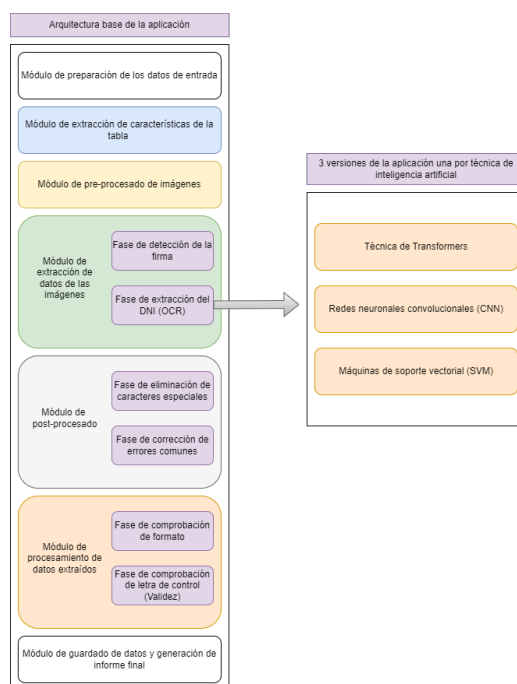 Arquitectura base de la aplicación
Módulo de preparación de los datos de entrada
Módulo de extracción de características de la
tabla
Módulo de pre-procesado de imágenes
Módulo de
extracción de
datos de las
imágenes
Fase de detección de la
firma
Fase de extracción del
DNI (OCR)
Módulo de
post-procesado
Fase de eliminación de
caracteres especiales
Fase de corrección de
errores comunes
Módulo de
procesamiento de
datos extraídos
Fase de comprobación
de formato
Fase de comprobación
de letra de control
(Validez)
Módulo de guardado de datos y generación de
informe final
3 versiones de la aplicación una por técnica de
inteligencia artificial
Técnica de Transformers
Redes neuronales convolucionales (CNN)
Máquinas de soporte vectorial (SVM)